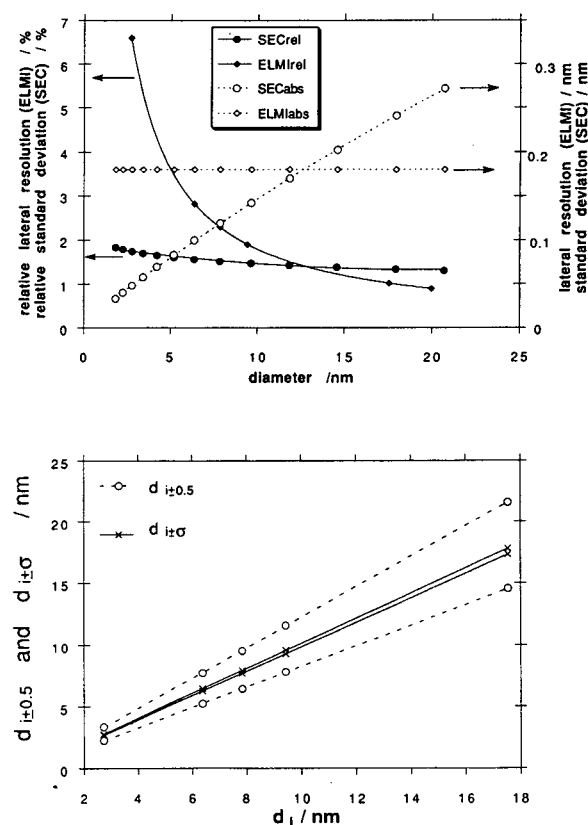 relative lateral resolution (ELMI) / %
relative standard deviation (SEC) / %
7
6
5
4
3
2
1
0
SECrel
ELMIrel
SECabs
ELMIabs
0.3
0.2
0.1
0
lateral resolution (ELMI) / nm
standard deviation (SEC) / nm
0 5 10 15 20 25
diameter /nm
d i±0.5 and d i±σ / nm
25
20
15
10
5
0
d i±0.5
d i±σ
2 4 6 8 10 12 14 16 18
d i / nm